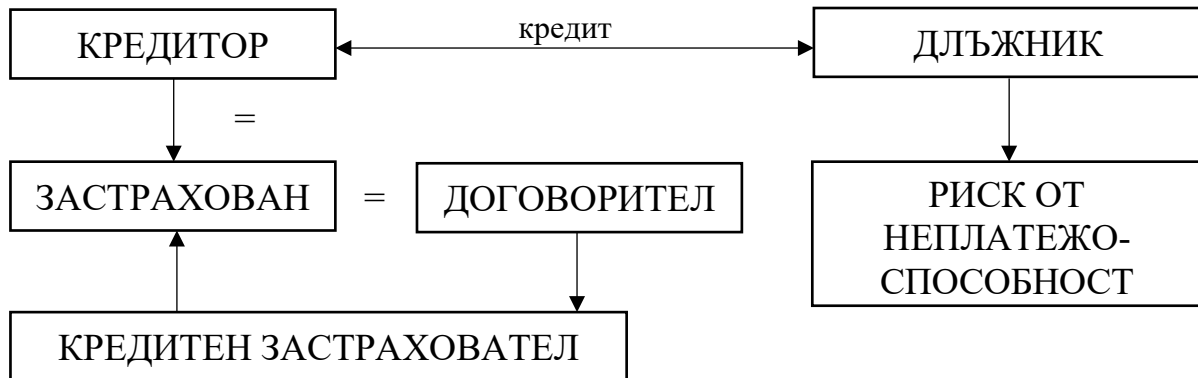 КРЕДИТОР
кредит
ДЛЪЖНИК
=
ЗАСТРАХОВАН
=
ДОГОВОРИТЕЛ
РИСК ОТ
НЕПЛАТЕЖО-
СПОСОБНОСТ
КРЕДИТЕН ЗАСТРАХОВАТЕЛ